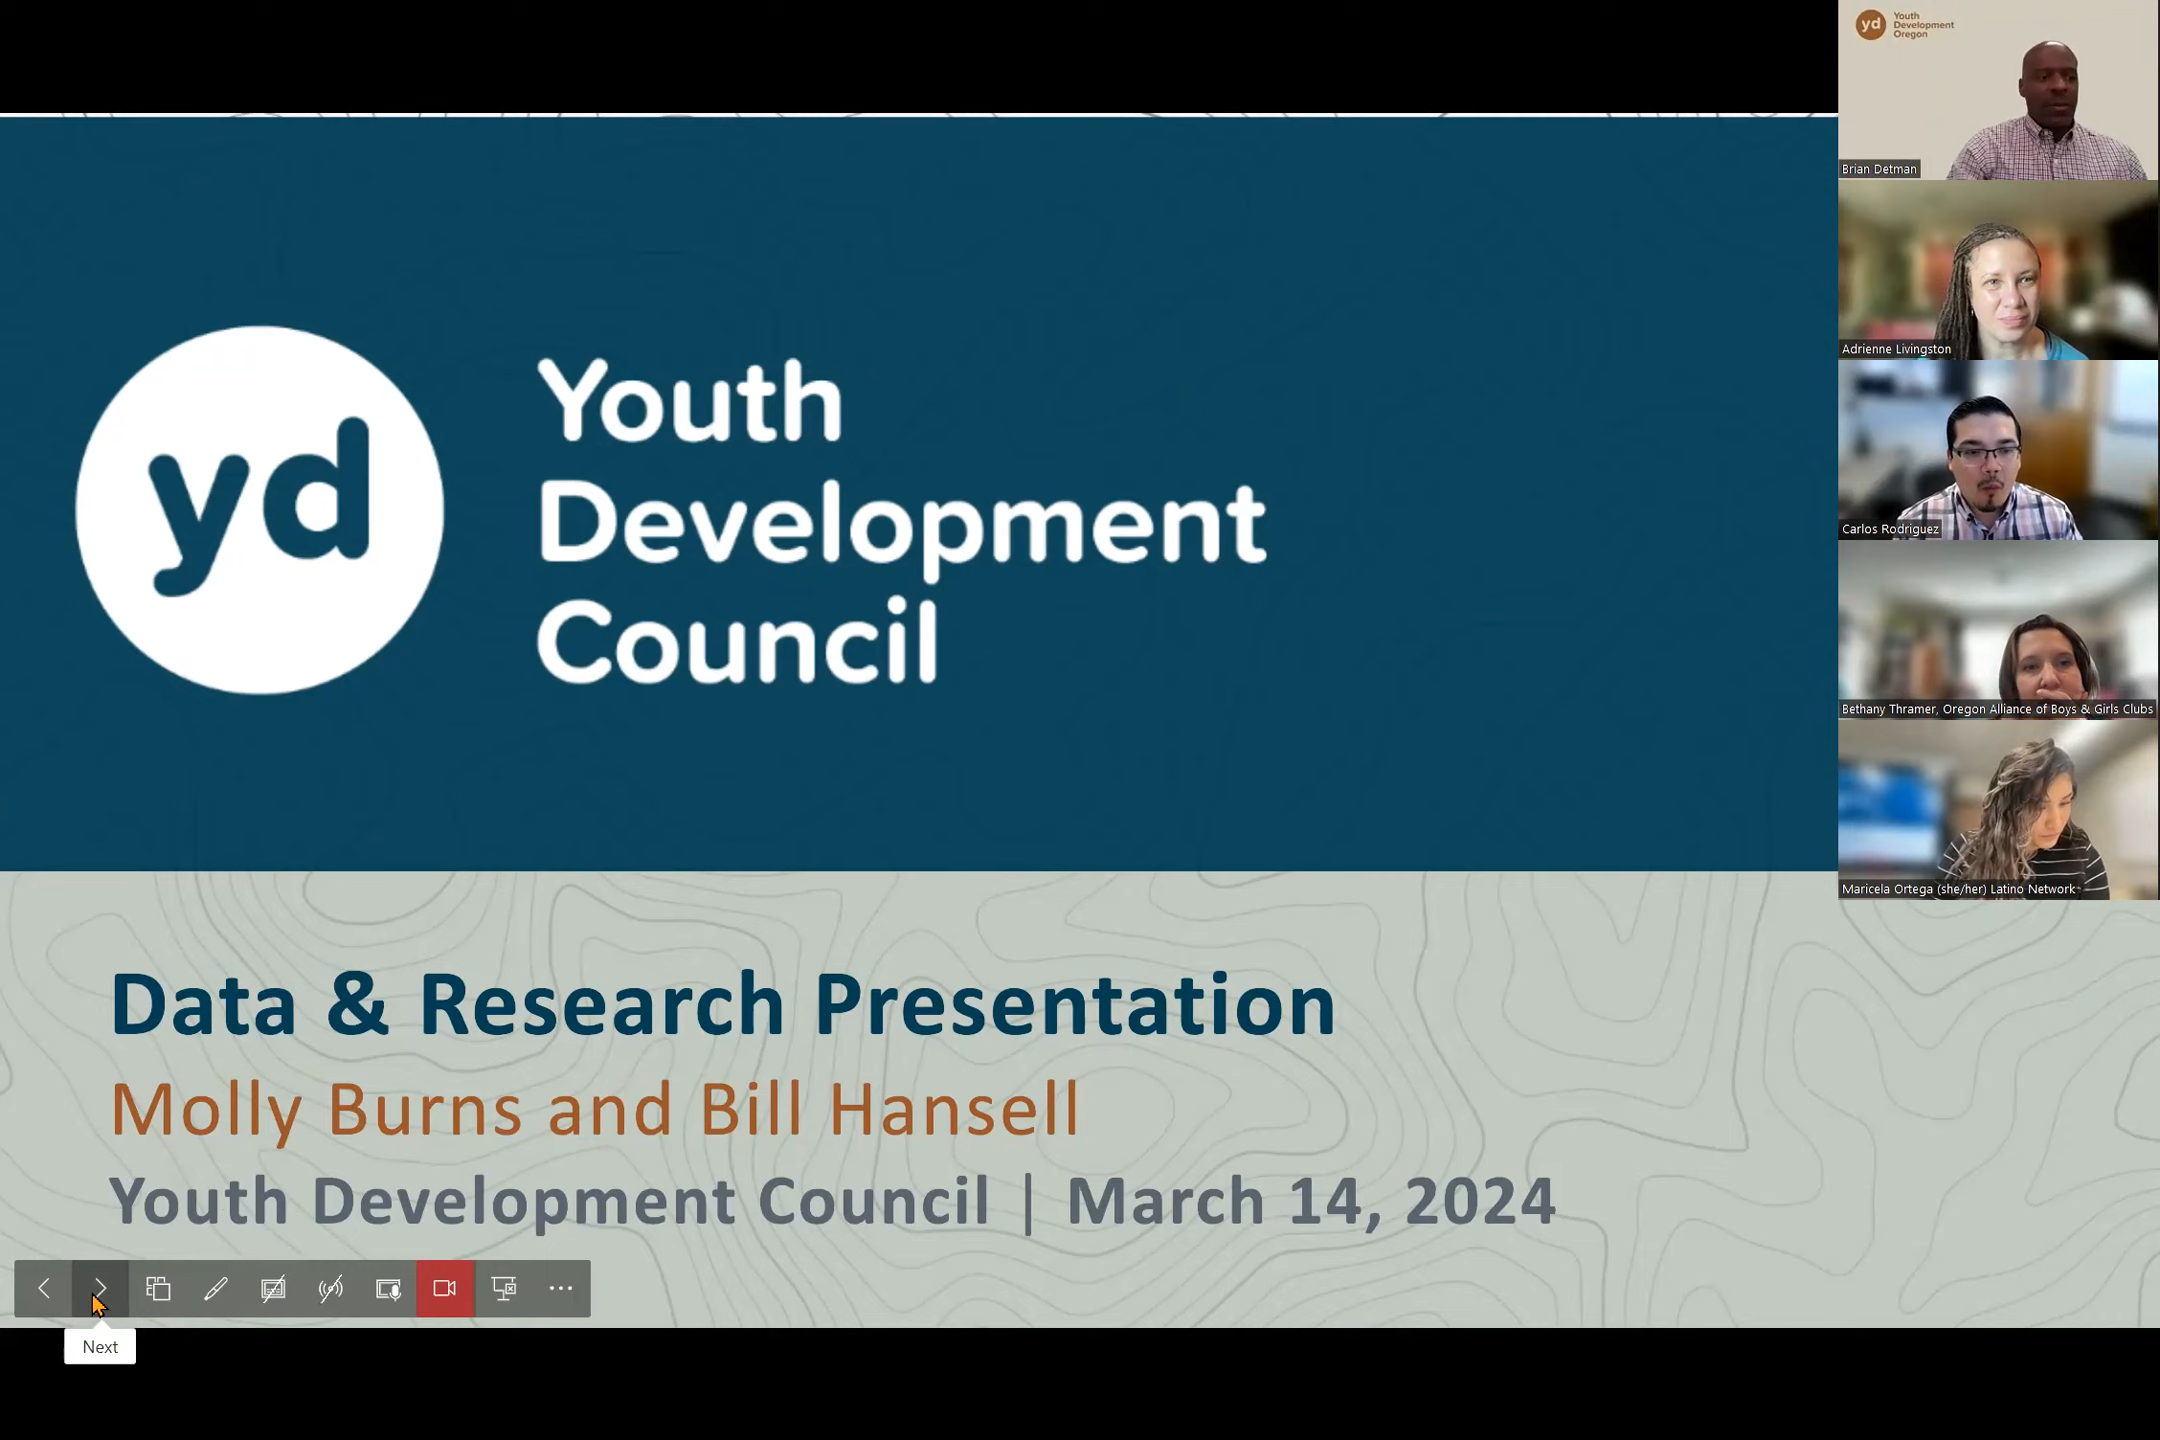 yd
Youth
Development
Council
Data & Research Presentation
Molly Burns and Bill Hansell
Youth Development Council | March 14, 2024
Next
yd
Youth
Development
Oregon
Brian Detman
Adrienne Livingston
Carlos Rodriguez
Bethany Thramer, Oregon Alliance of Boys & Girls Clubs
Maricela Ortega (she/her) Latino Network